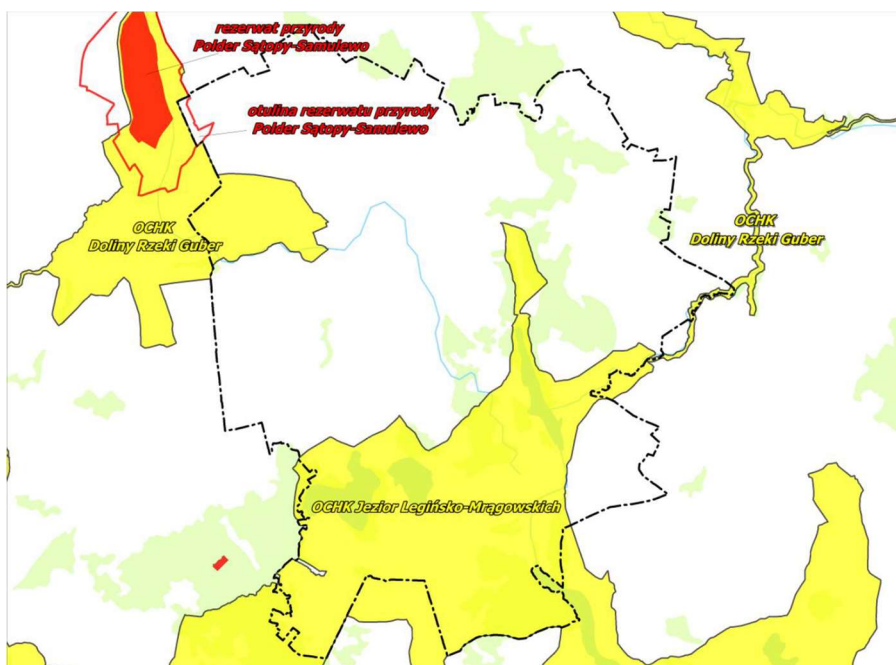 rezerwat przyrody
Polder Sątopy-Samulewo
otulina rezerwatu przyrody
Polder Sątopy-Samulewo
OCHK
Doliny Rzeki Guber
OCHK
Doliny Rzeki Guber
OCHK Jezior Legińsko-Mrągowskich